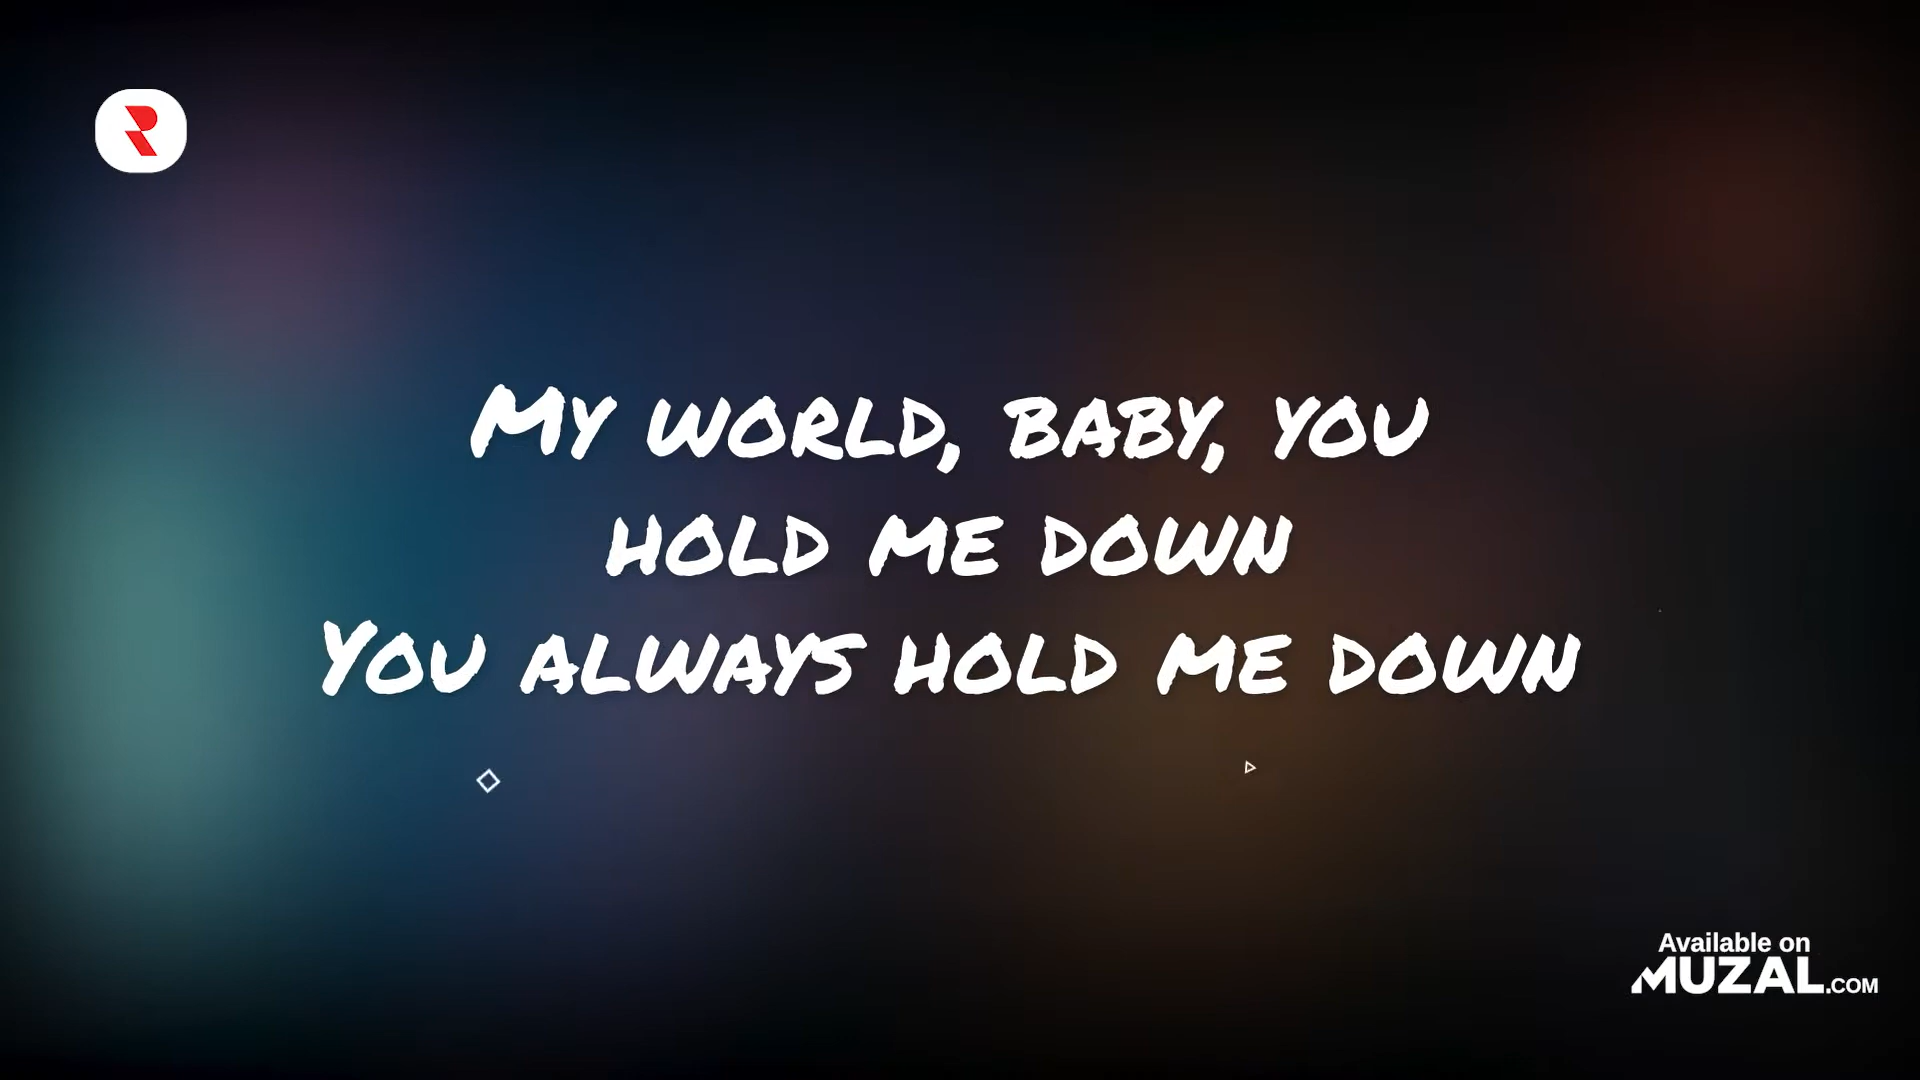 R
My world, baby, you
hold me down
You always hold me down
Available on
MUZAL.COM